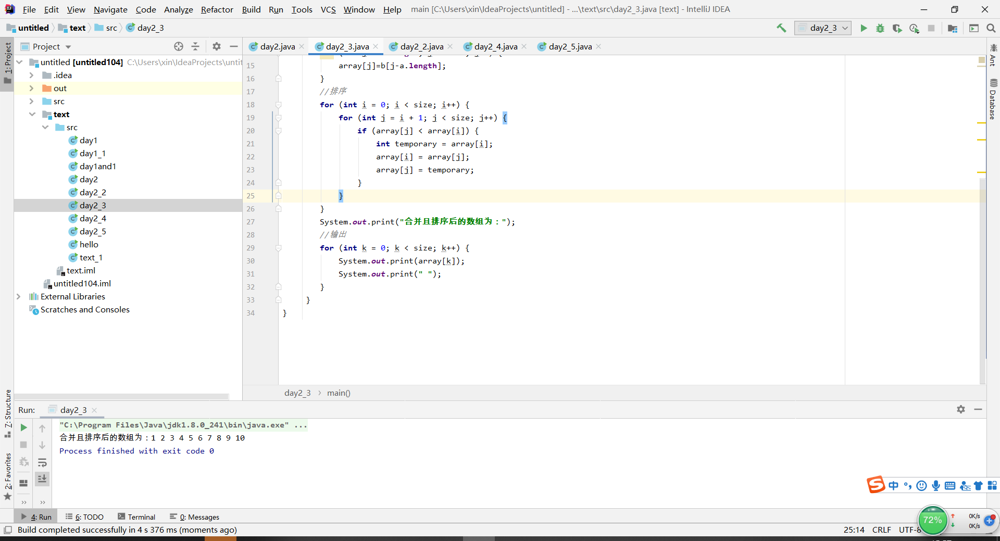 File Edit View Navigate Code Analyze Refactor Build Run Tools VCS Window Help main [C:\Users\xin\IdeaProjects\untitled] - ...\text\src\day2_3.java [text] - IntelliJ IDEA
untitled text src day2_3
day2_3
Project
day2.java day2_3.java day2_2.java day2_4.java day2_5.java
1: Project
untitled [untitled104] C:\Users\xin\IdeaProjects\untit
.idea
out
src
text
src
day1
day1_1
day1and1
day2
day2_2
day2_3
day2_4
day2_5
hello
text_1
text.iml
untitled104.iml
External Libraries
Scratches and Consoles
15 array[j]=b[j-a.length];
16 }
17 //排序
18 for (int i = 0; i < size; i++) {
19 for (int j = i + 1; j < size; j++) {
20 if (array[j] < array[i]) {
21 int temporary = array[i];
22 array[i] = array[j];
23 array[j] = temporary;
24 }
25 }
26 }
27 System.out.print("合并且排序后的数组为：");
28 //输出
29 for (int k = 0; k < size; k++) {
30 System.out.print(array[k]);
31 System.out.print(" ");
32 }
33 }
34 }
Ant
Database
day2_3 main()
7: Structure
2: Favorites
Run: day2_3
"C:\Program Files\Java\jdk1.8.0_241\bin\java.exe" ...
合并且排序后的数组为：1 2 3 4 5 6 7 8 9 10
Process finished with exit code 0
中
4: Run 6: TODO Terminal 0: Messages
72% 0K/s
0K/s
Build completed successfully in 4 s 376 ms (moments ago) 25:14 CRLF UTF-8